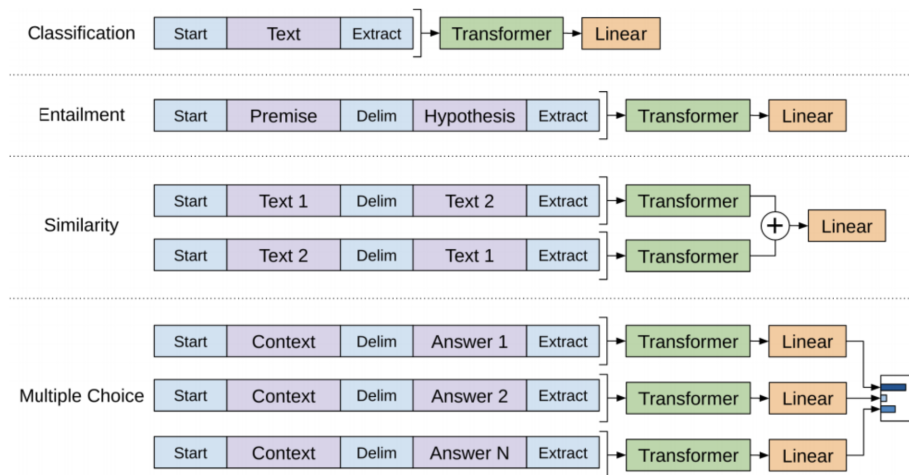 Classification Start Text Extract Transformer Linear
Entailment Start Premise Delim Hypothesis Extract Transformer Linear
Start Text 1 Delim Text 2 Extract Transformer
Similarity + Linear
Start Text 2 Delim Text 1 Extract Transformer
Start Context Delim Answer 1 Extract Transformer Linear
Multiple Choice Start Context Delim Answer 2 Extract Transformer Linear
Start Context Delim Answer N Extract Transformer Linear